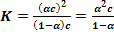 K = (αc)²/(1−α)c = α²c/1−α